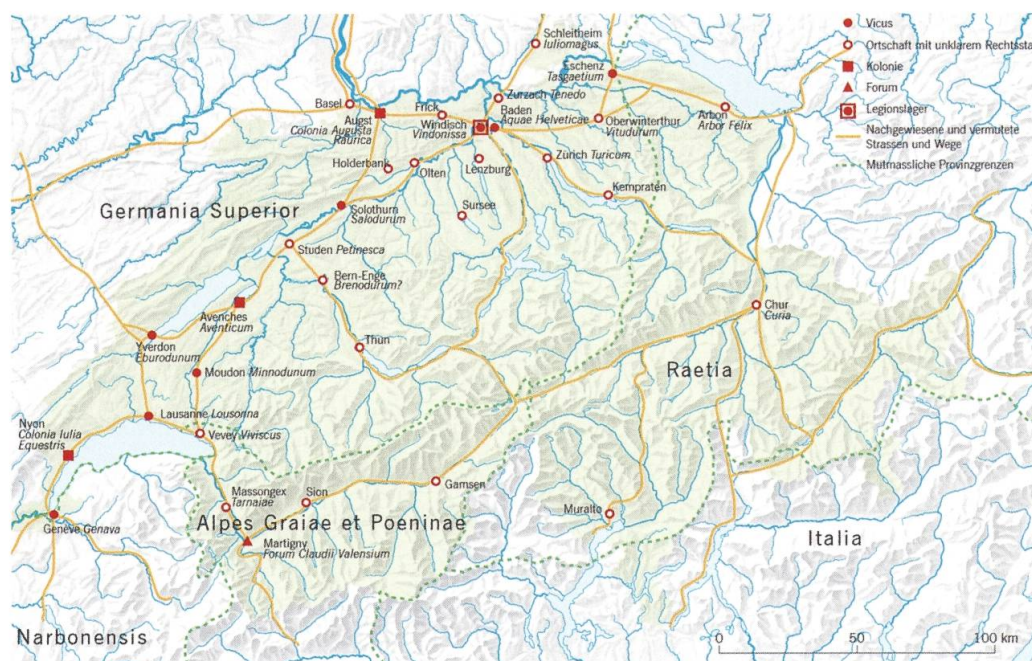 Schleitheim
Iuliomagus
Eschenz
Tasgaetium
Zurzach Tenedo
Basel
Frick
Baden
Aquae Helveticae
Augst
Colonia Augusta
Raurica
Windisch
Vindonissa
Oberwinterthur
Vitudurum
Arbon
Arbor Félix
Holderbank
Olten
Lenzburg
Zürich Turicum
Kempraten
Germania Superior
Solothurn
Salodurum
Sursee
Studen Petinesca
Bern-Enge
Brenodurum?
Avenches
Aventicum
Chur
Curia
Yverdon
Eburodunum
Thun
Moudon Minnodunum
Raetia
Lausanne Lousonna
Nyon
Colonia Iulia
Equestris
Vevey Viviscus
Massongex
Tarnaiae
Sion
Gamsen
Muralto
Genève Genava
Alpes Graiae et Poeninae
Martigny
Forum Claudii Valensium
Italia
Narbonensis
Vicus
Ortschaft mit unklarem Rechtssta
Kolonie
Forum
Legionslager
Nachgewiesene und vermutete
Strassen und Wege
Mutmassliche Provinzgrenzen
0 50 100 km